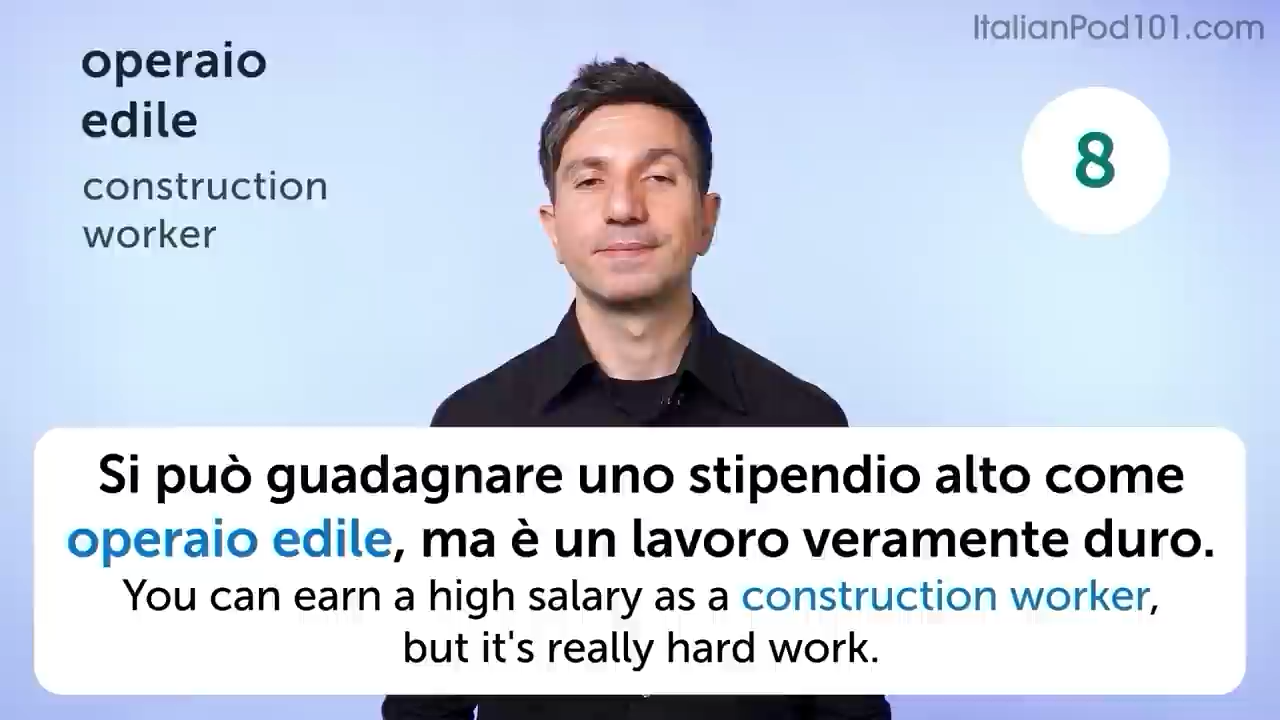 ItalianPod101.com
operaio
edile
construction
worker
8
Si può guadagnare uno stipendio alto come
operaio edile, ma è un lavoro veramente duro.
You can earn a high salary as a construction worker,
but it's really hard work.